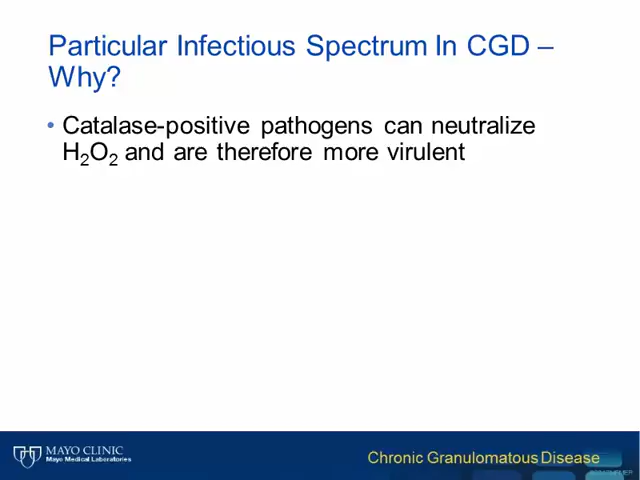 Particular Infectious Spectrum In CGD –
Why?
• Catalase-positive pathogens can neutralize
H₂O₂ and are therefore more virulent
MAYO CLINIC
Mayo Medical Laboratories
Chronic Granulomatous Disease